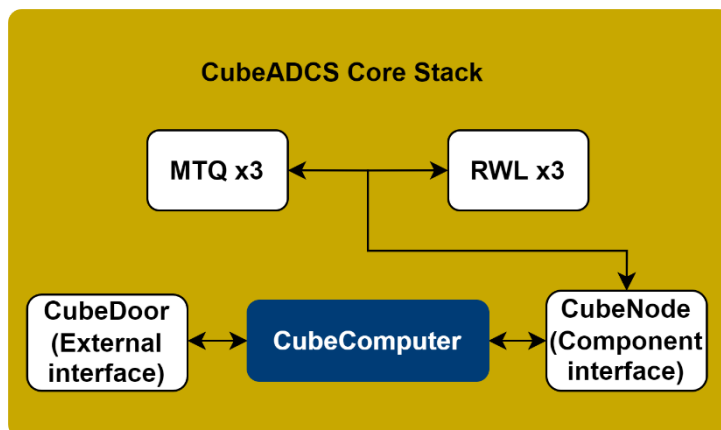 CubeADCS Core Stack
MTQ x3
RWL x3
CubeDoor
(External
interface)
CubeComputer
CubeNode
(Component
interface)